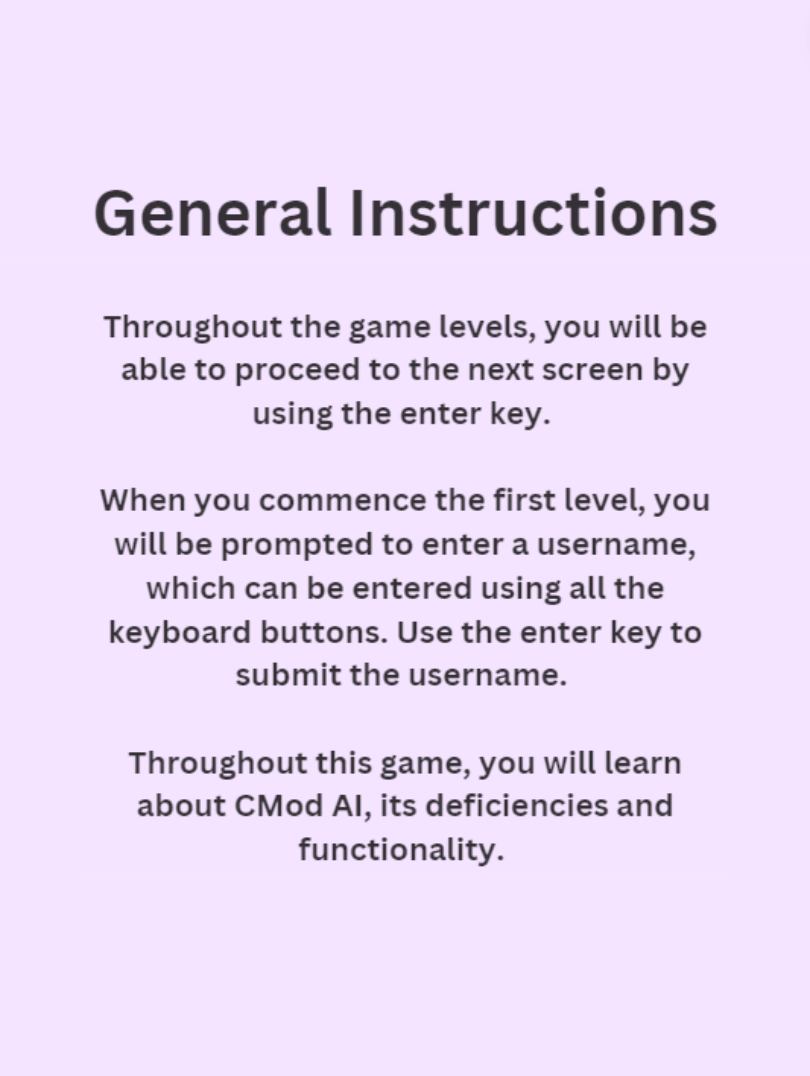 General Instructions
Throughout the game levels, you will be
able to proceed to the next screen by
using the enter key.
When you commence the first level, you
will be prompted to enter a username,
which can be entered using all the
keyboard buttons. Use the enter key to
submit the username.
Throughout this game, you will learn
about CMod AI, its deficiencies and
functionality.